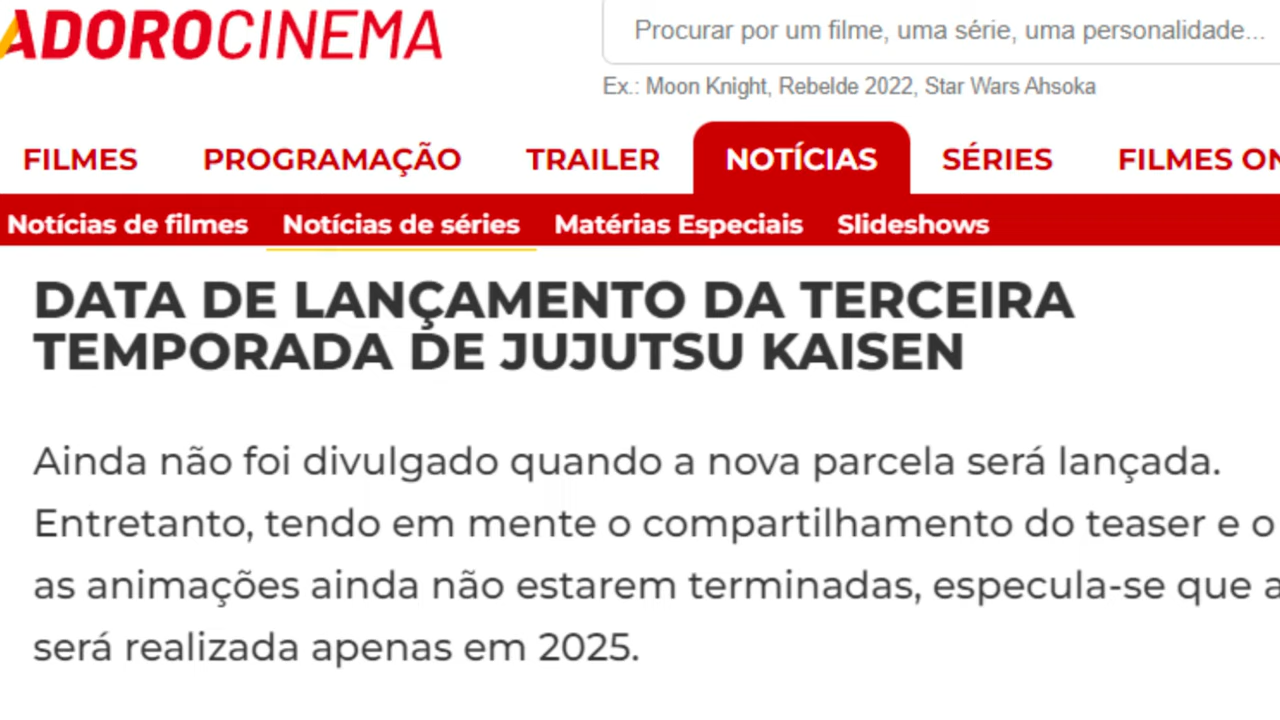 ADOROCINEMA
Procurar por um filme, uma série, uma personalidade...
Ex.: Moon Knight, Rebelde 2022, Star Wars Ahsoka
FILMES PROGRAMAÇÃO TRAILER NOTÍCIAS SÉRIES FILMES ON
Notícias de filmes Notícias de séries Matérias Especiais Slideshows
DATA DE LANÇAMENTO DA TERCEIRA
TEMPORADA DE JUJUTSU KAISEN
Ainda não foi divulgado quando a nova parcela será lançada.
Entretanto, tendo em mente o compartilhamento do teaser e o
as animações ainda não estarem terminadas, especula-se que a
será realizada apenas em 2025.